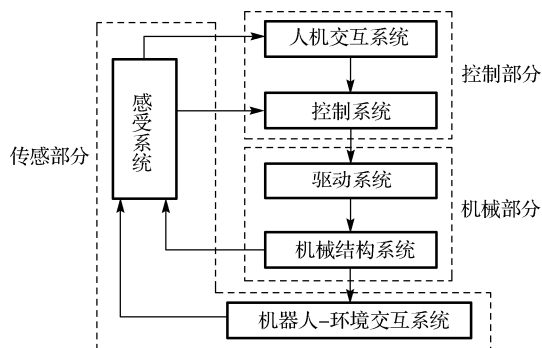 人机交互系统
控制部分
感受系统
控制系统
传感部分
驱动系统
机械部分
机械结构系统
机器人-环境交互系统